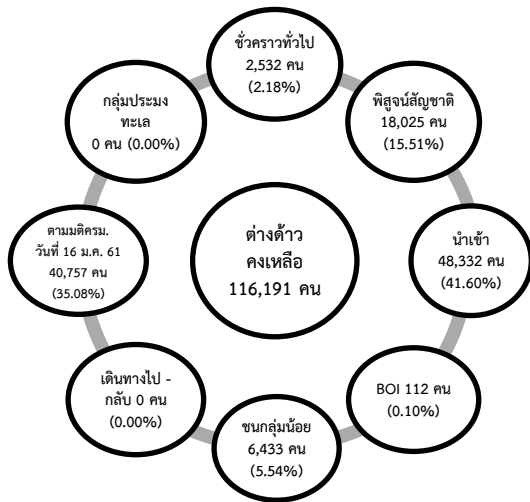 ชั่วคราวทั่วไป
2,532 คน
(2.18%)
พิสูจน์สัญชาติ
18,025 คน
(15.51%)
นำเข้า
48,332 คน
(41.60%)
BOI 112 คน
(0.10%)
ชนกลุ่มน้อย
6,433 คน
(5.54%)
เดินทางไป -
กลับ 0 คน
(0.00%)
ตามมติครม.
วันที่ 16 ม.ค. 61
40,757 คน
(35.08%)
กลุ่มประมง
ทะเล
0 คน (0.00%)
ต่างด้าว
คงเหลือ
116,191 คน